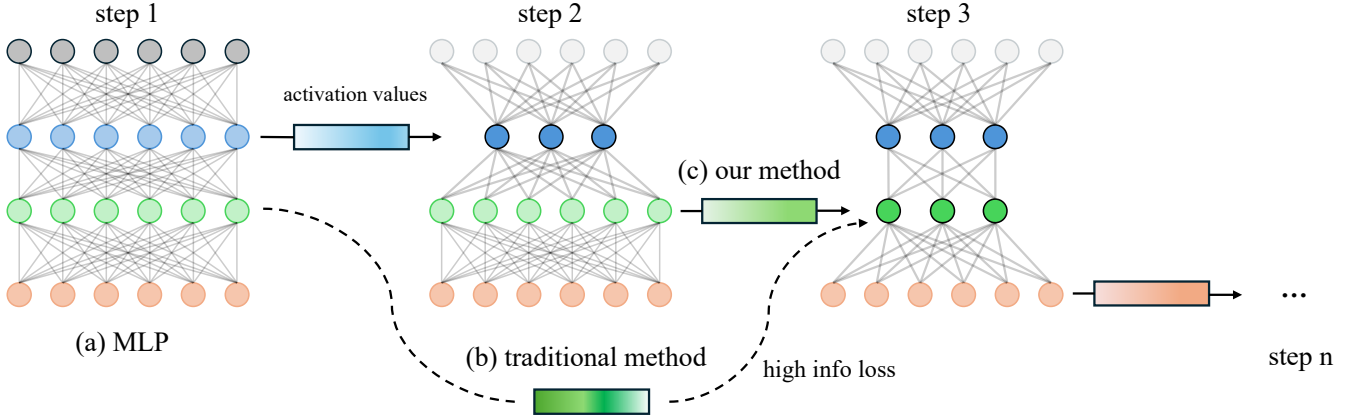 step 1
step 2
step 3
activation values
(c) our method
(a) MLP
(b) traditional method
high info loss
...
step n